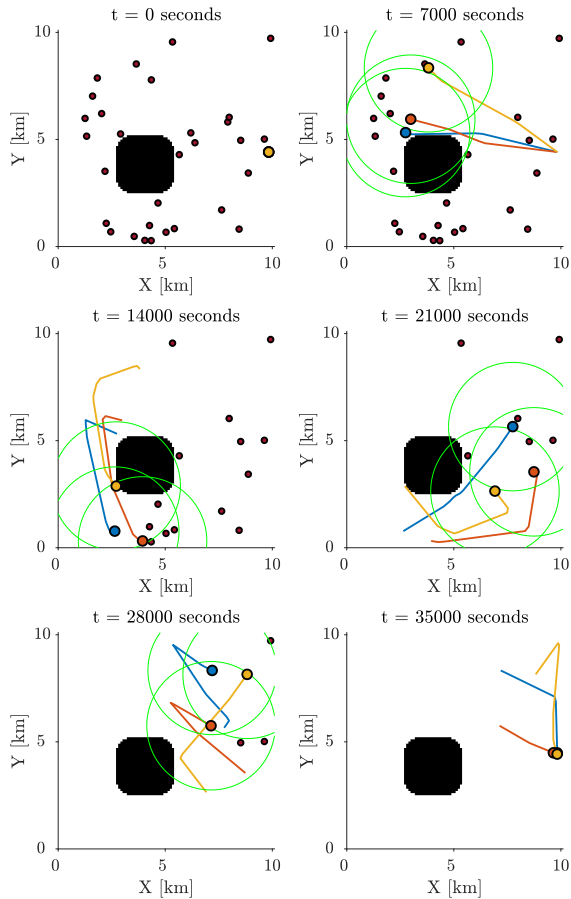 t = 0 seconds
10
5
0
Y [km]
0
5
10
X [km]
t = 7000 seconds
10
5
0
Y [km]
0
5
10
X [km]
t = 14000 seconds
10
5
0
Y [km]
0
5
10
X [km]
t = 21000 seconds
10
5
0
Y [km]
0
5
10
X [km]
t = 28000 seconds
10
5
0
Y [km]
0
5
10
X [km]
t = 35000 seconds
10
5
0
Y [km]
0
5
10
X [km]